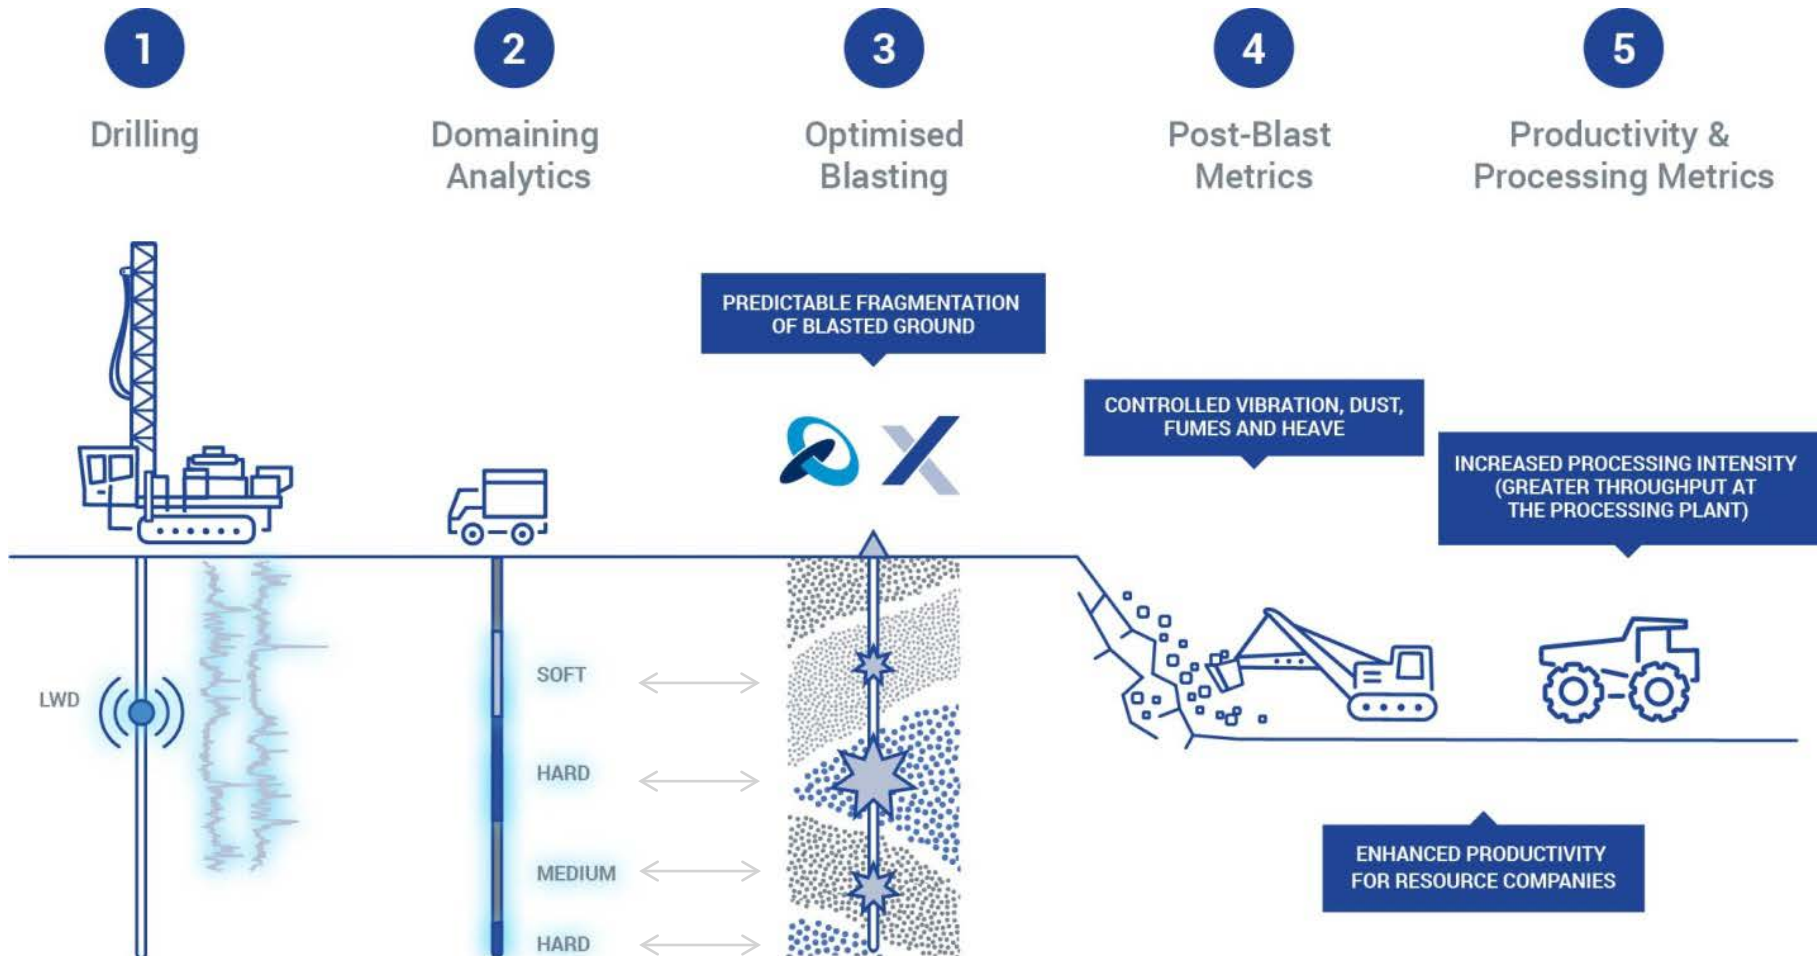 1
Drilling
2
Domaining
Analytics
3
Optimised
Blasting
4
Post-Blast
Metrics
5
Productivity &
Processing Metrics
PREDICTABLE FRAGMENTATION
OF BLASTED GROUND
CONTROLLED VIBRATION, DUST,
FUMES AND HEAVE
INCREASED PROCESSING INTENSITY
(GREATER THROUGHPUT AT
THE PROCESSING PLANT)
LWD
SOFT
HARD
MEDIUM
HARD
ENHANCED PRODUCTIVITY
FOR RESOURCE COMPANIES